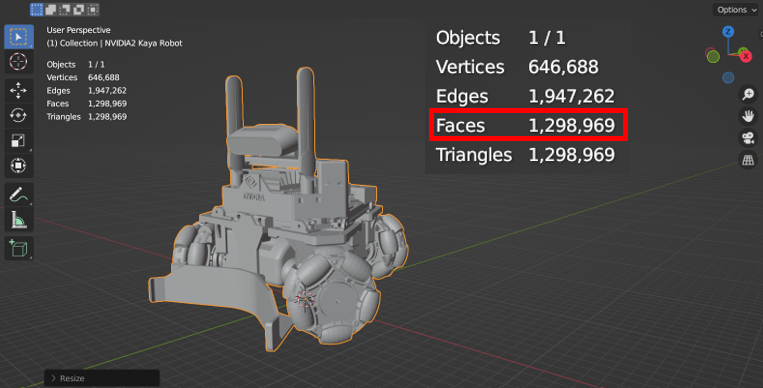 Options
User Perspective
(1) Collection | NVIDIA2 Kaya Robot
Objects 1 / 1
Vertices 646,688
Edges 1,947,262
Faces 1,298,969
Triangles 1,298,969
Objects 1 / 1
Vertices 646,688
Edges 1,947,262
Faces 1,298,969
Triangles 1,298,969
Z
X
NVIDIA
Resize